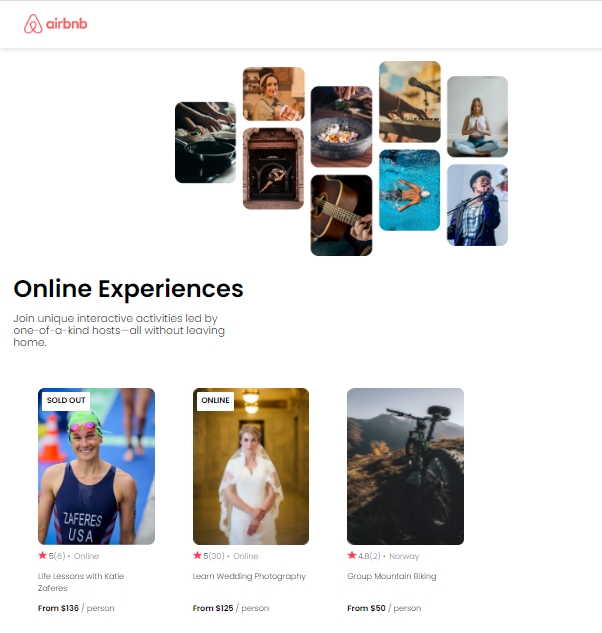 airbnb
Online Experiences
Join unique interactive activities led by
one-of-a-kind hosts—all without leaving
home.
SOLD OUT
ZAFERES
USA
5(6) • Online
Life Lessons with Katie
Zaferes
From $136 / person
ONLINE
5(30) • Online
Learn Wedding Photography
From $125 / person
4.8(2) • Norway
Group Mountain Biking
From $50 / person